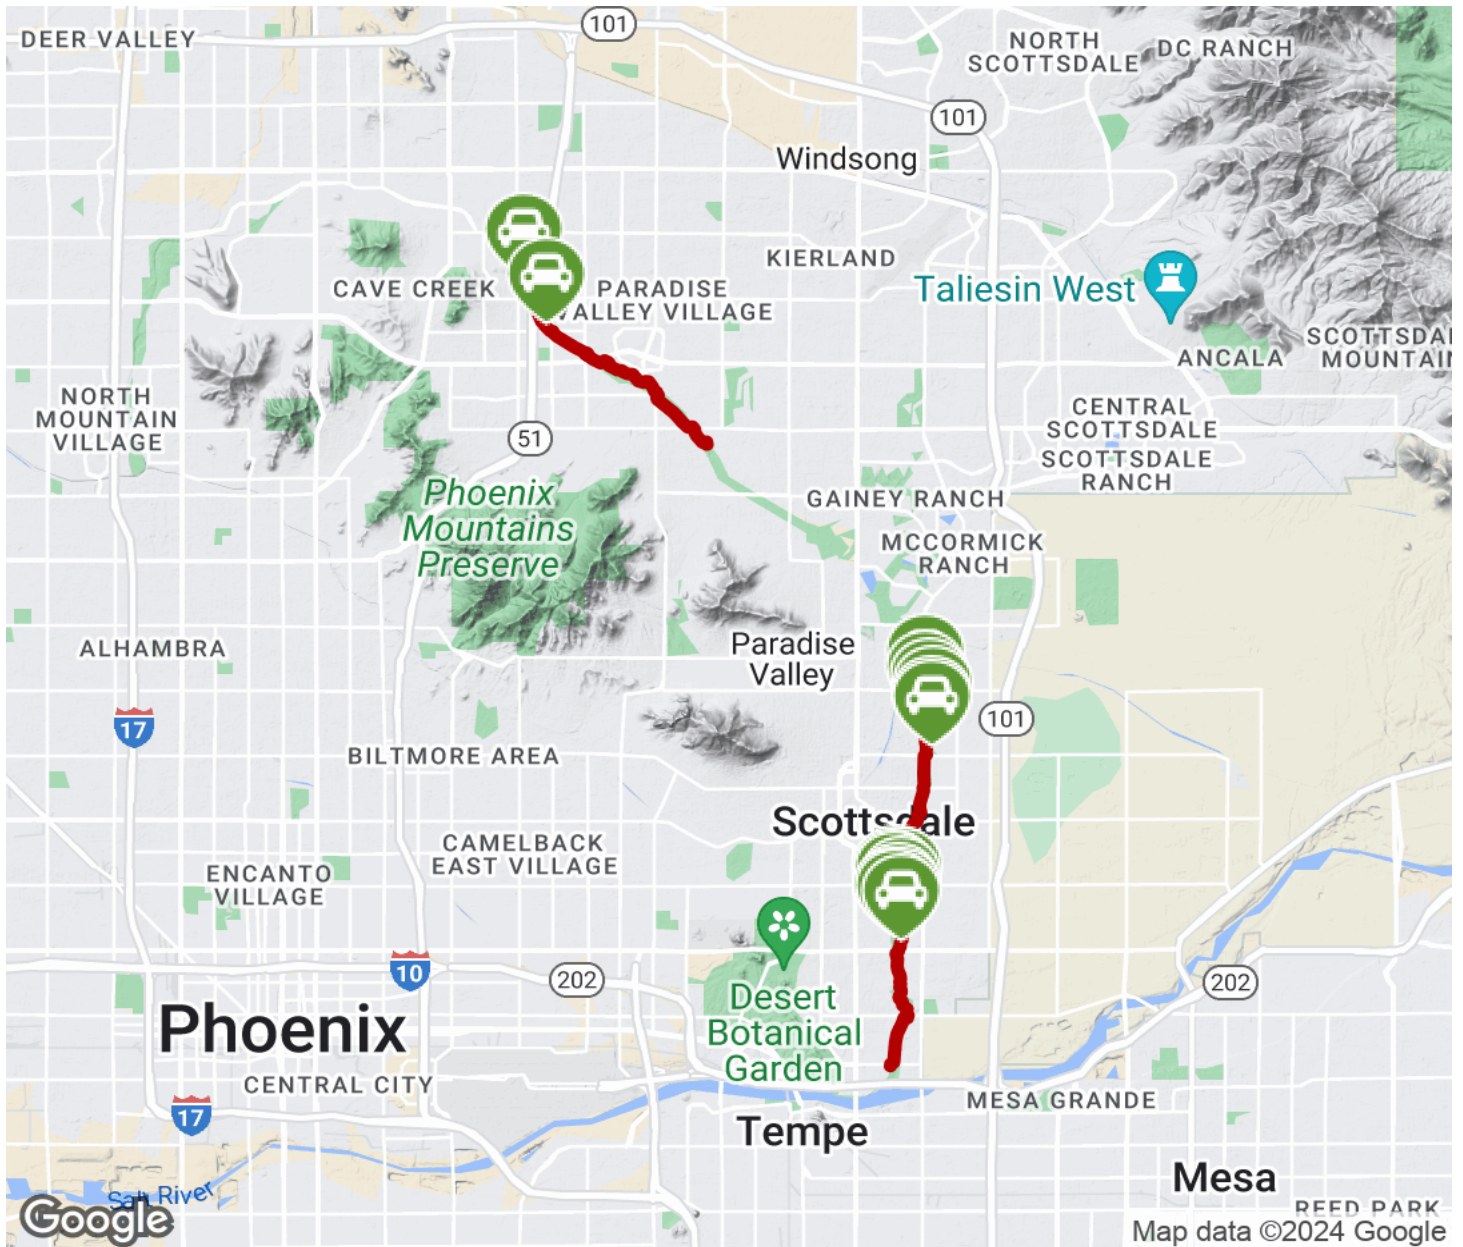 101
DEER VALLEY
NORTH
SCOTTSDALE
DC RANCH
101
Windsong
KIERLAND
Taliesin West
CAVE CREEK
PARADISE
VALLEY VILLAGE
SCOTTSDA
MOUNTAIN
ANCALA
NORTH
MOUNTAIN
VILLAGE
51
CENTRAL
SCOTTSDALE
SCOTTSDALE
RANCH
Phoenix
Mountains
Preserve
GAINEY RANCH
MCCORMICK
RANCH
ALHAMBRA
Paradise
Valley
17
101
BILTMORE AREA
Scottsdale
CAMELBACK
EAST VILLAGE
ENCANTO
VILLAGE
10
202
202
Desert
Botanical
Garden
Phoenix
CENTRAL CITY
17
MESA GRANDE
Tempe
Mesa
Salt River
REED PARK
Google
Map data ©2024 Google